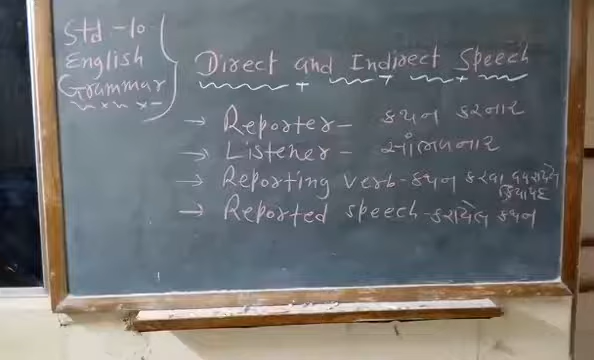 Std. - 10
English
Grammar
Direct and Indirect Speech
→ Reporter - કથન કરનાર
→ Listener - સાંભળનાર
→ Reporting verb - કથન કરવા વપરાયેલ ક્રિયાપદ
→ Reported speech - કરાયેલ કથન